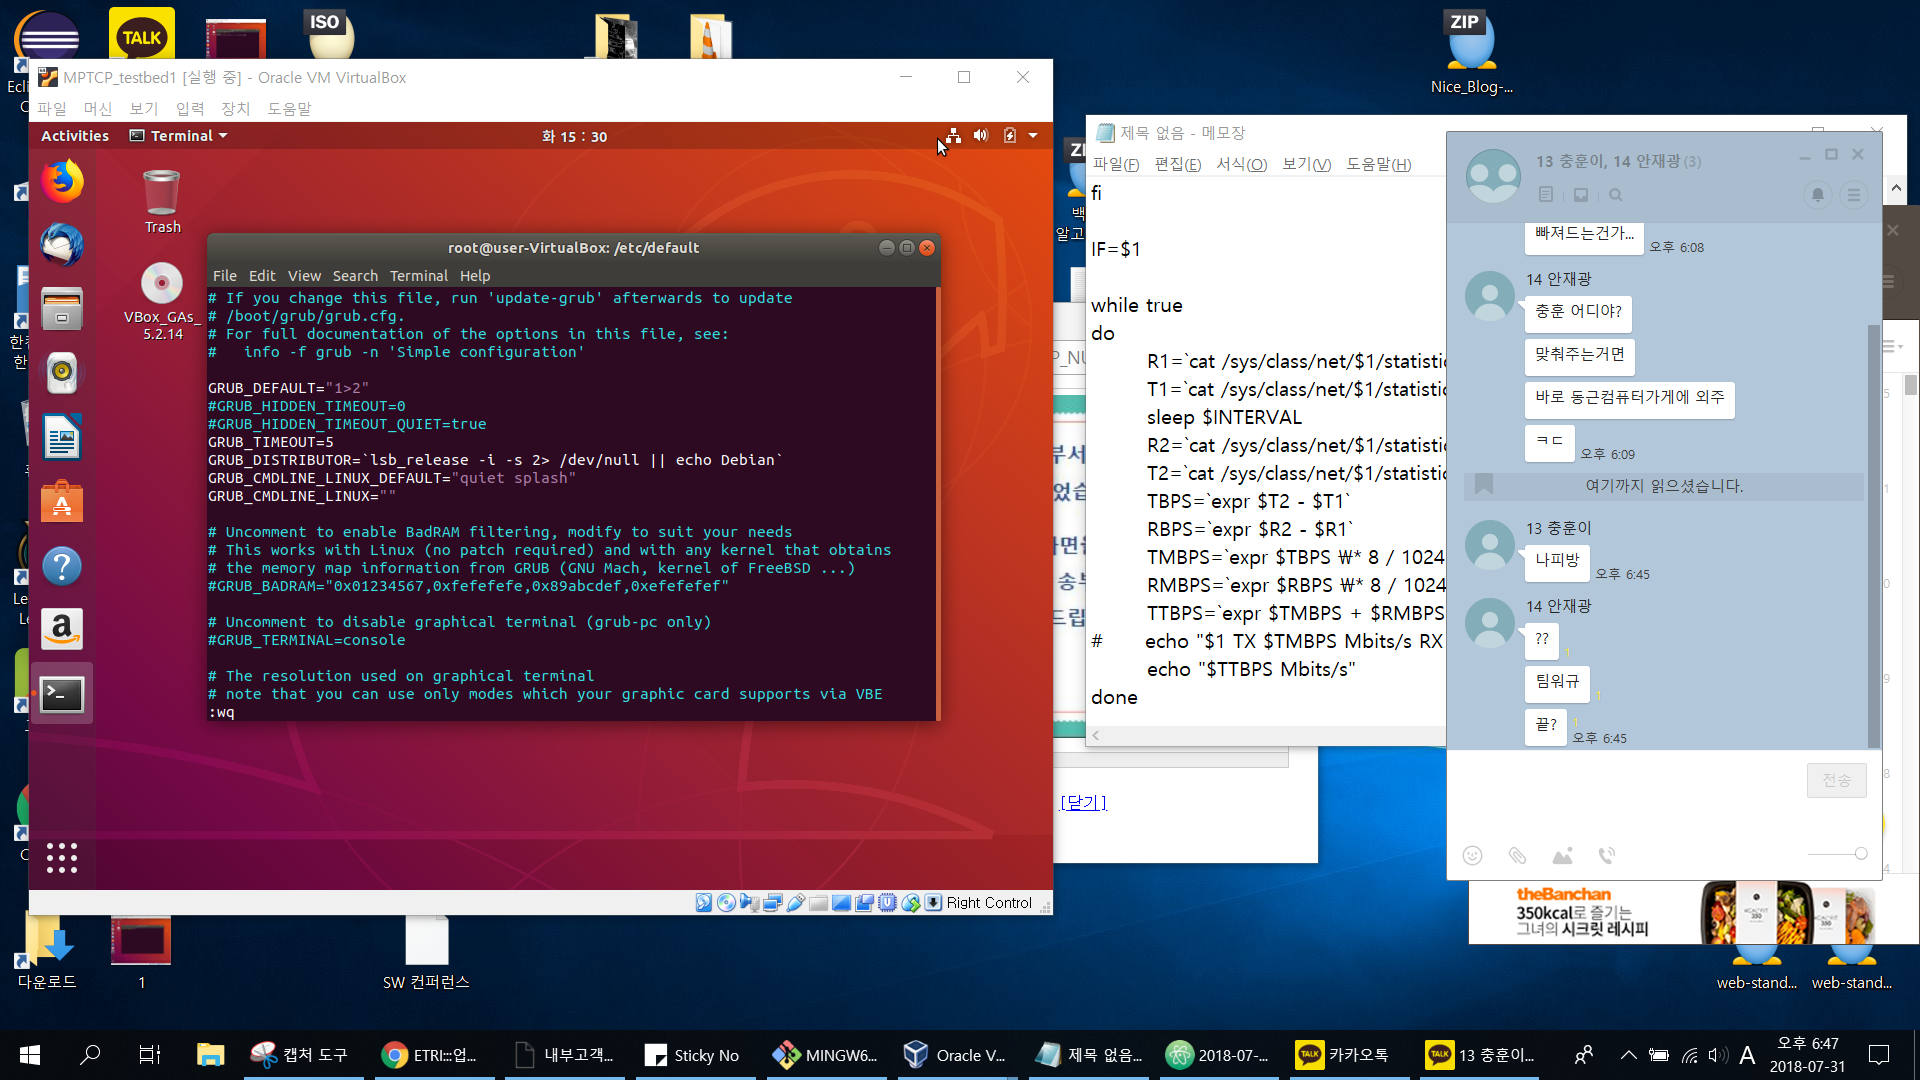 ISO
TALK
ZIP
Nice_Blog-...
MPTCP_testbed1 [실행 중] - Oracle VM VirtualBox
파일 머신 보기 입력 장치 도움말
Activities
Terminal
화 15 : 30
Trash
VBox_GAs_
5.2.14
root@user-VirtualBox: /etc/default
File Edit View Search Terminal Help
# If you change this file, run 'update-grub' afterwards to update
# /boot/grub/grub.cfg.
# For full documentation of the options in this file, see:
#   info -f grub -n 'Simple configuration'
GRUB_DEFAULT="1>2"
#GRUB_HIDDEN_TIMEOUT=0
#GRUB_HIDDEN_TIMEOUT_QUIET=true
GRUB_TIMEOUT=5
GRUB_DISTRIBUTOR=`lsb_release -i -s 2> /dev/null || echo Debian`
GRUB_CMDLINE_LINUX_DEFAULT="quiet splash"
GRUB_CMDLINE_LINUX=""
# Uncomment to enable BadRAM filtering, modify to suit your needs
# This works with Linux (no patch required) and with any kernel that obtains
# the memory map information from GRUB (GNU Mach, kernel of FreeBSD ...)
#GRUB_BADRAM="0x01234567,0xfefefefe,0x89abcdef,0xefefefef"
# Uncomment to disable graphical terminal (grub-pc only)
#GRUB_TERMINAL=console
# The resolution used on graphical terminal
# note that you can use only modes which your graphic card supports via VBE
:wq
Right Control
제목 없음 - 메모장
파일(F) 편집(E) 서식(O) 보기(V) 도움말(H)
fi
IF=$1
while true
do
R1=`cat /sys/class/net/$1/statistic
T1=`cat /sys/class/net/$1/statistic
sleep $INTERVAL
R2=`cat /sys/class/net/$1/statistic
T2=`cat /sys/class/net/$1/statistic
TBPS=`expr $T2 - $T1`
RBPS=`expr $R2 - $R1`
TMBPS=`expr $TBPS ₩* 8 / 1024
RMBPS=`expr $RBPS ₩* 8 / 1024
TTBPS=`expr $TMBPS + $RMBPS
# echo "$1 TX $TMBPS Mbits/s RX
echo "$TTBPS Mbits/s"
done
[닫기]
13 충훈이, 14 안재광 (3)
빠져드는건가...
오후 6:08
14 안재광
충훈 어디야?
맞춰주는거면
바로 동근컴퓨터가게에 외주
ㅋㄷ
오후 6:09
여기까지 읽으셨습니다.
13 충훈이
나피방
오후 6:45
14 안재광
??
1
팀워규
1
끝?
1
오후 6:45
전송
theBanchan
350kcal로 즐기는
그녀의 시크릿 레시피
다운로드
1
SW 컨퍼런스
web-stand...
web-stand...
캡처 도구
ETRI:::업...
내부고객...
Sticky No
MINGW6...
Oracle V...
제목 없음...
2018-07-...
카카오톡
13 충훈이...
A
오후 6:47
2018-07-31